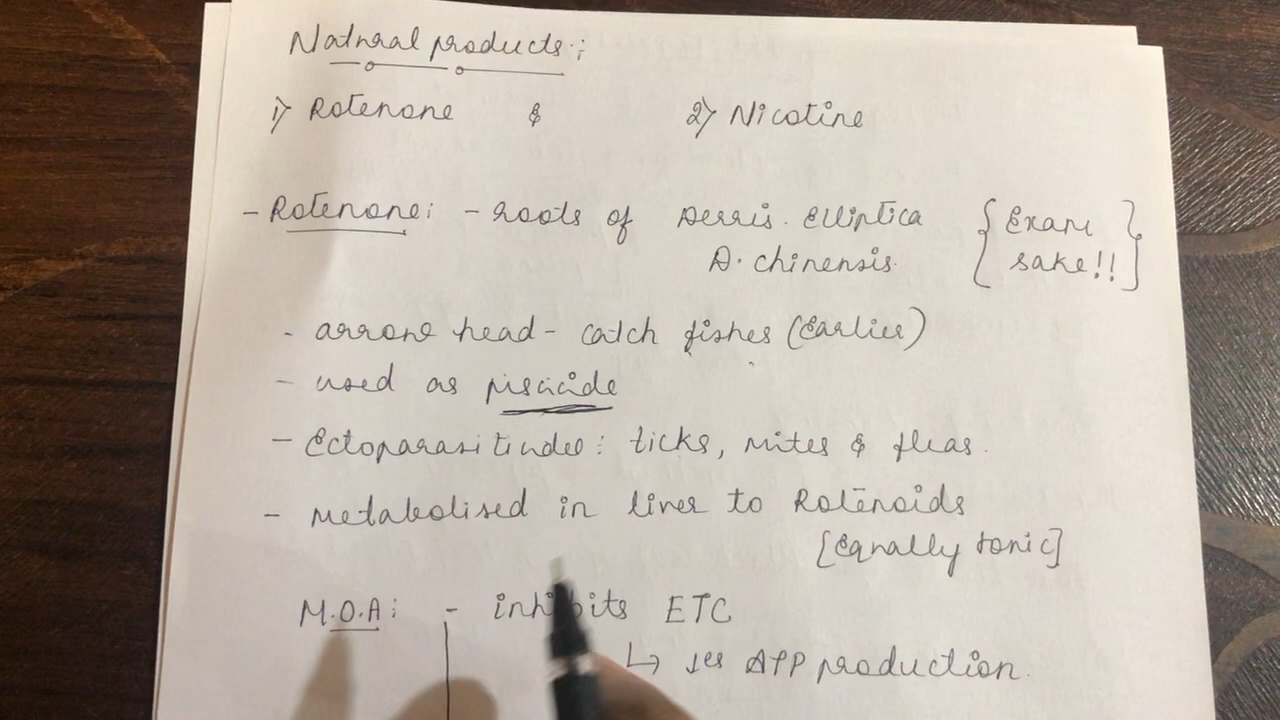 Natural products:
1) Rotenone & 2) Nicotine
- Rotenone: - roots of Derris. elliptica { Exam
D. chinensis. sake!! }
- arrow head - catch fishes (Earlier)
- used as piscicide
- Ectoparasiticides: ticks, mites & fleas.
- Metabolised in liver to Rotenoids
[Equally toxic]
M.O.A: - inhibits ETC
↳ ↓es ATP production.